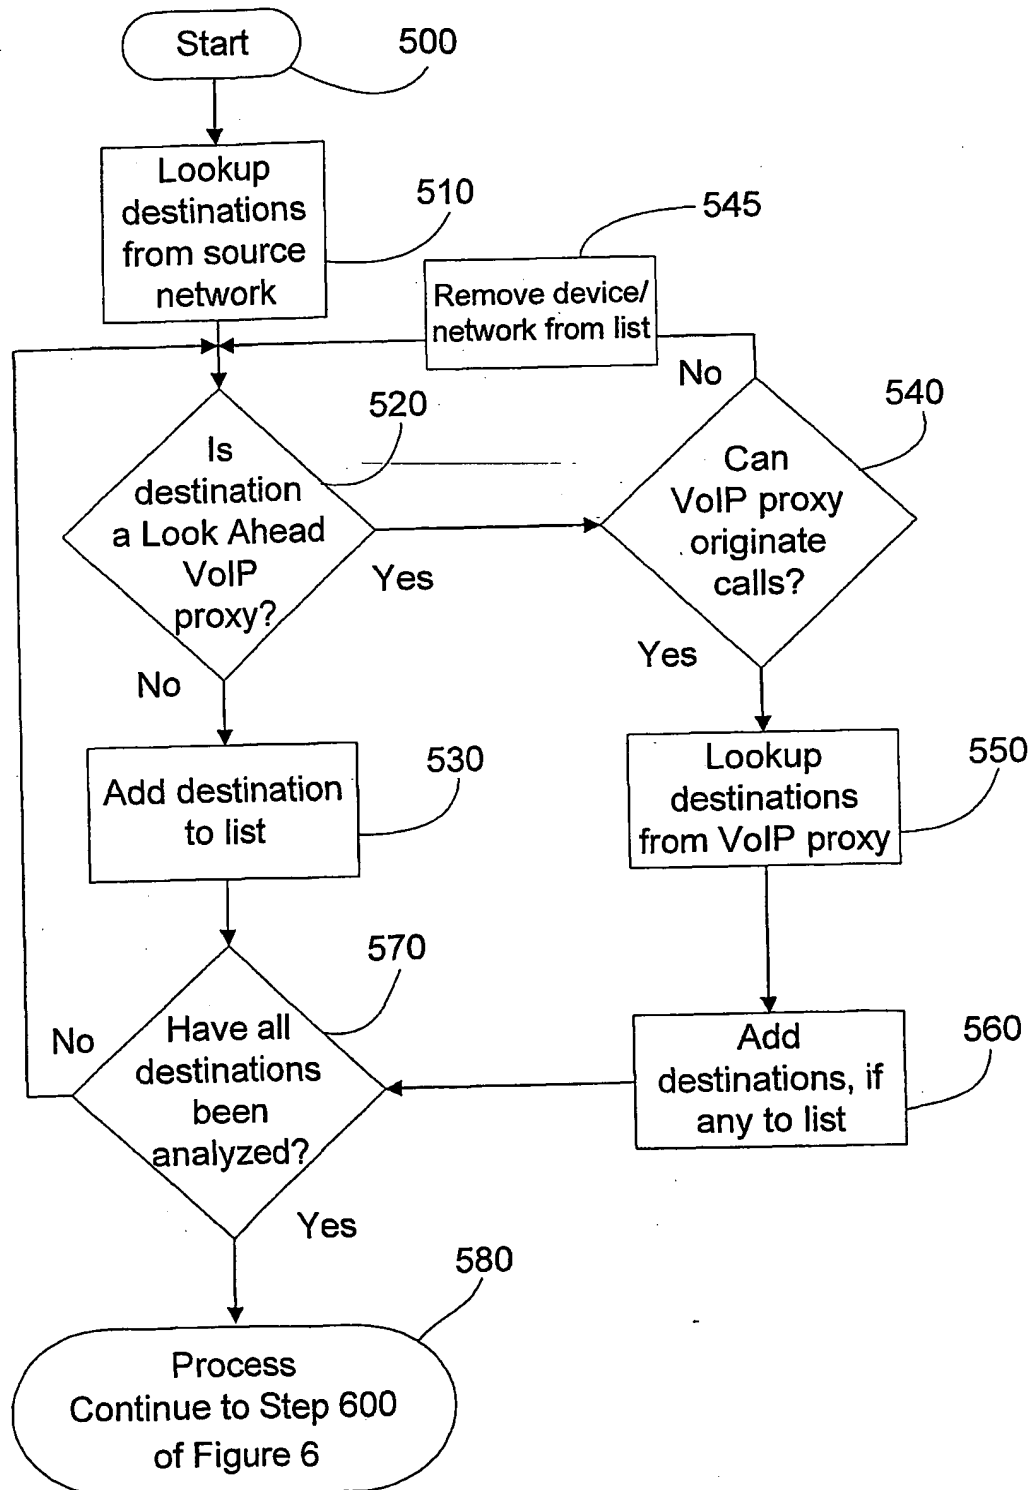 Start
500
Lookup
destinations
from source
network
510
545
Remove device/
network from list
No
520
540
Is
destination
a Look Ahead
VoIP
proxy?
Yes
Can
VoIP proxy
originate
calls?
No
Yes
Add destination
to list
530
Lookup
destinations
from VoIP proxy
550
570
No
Have all
destinations
been
analyzed?
Add
destinations, if
any to list
560
Yes
580
Process
Continue to Step 600
of Figure 6